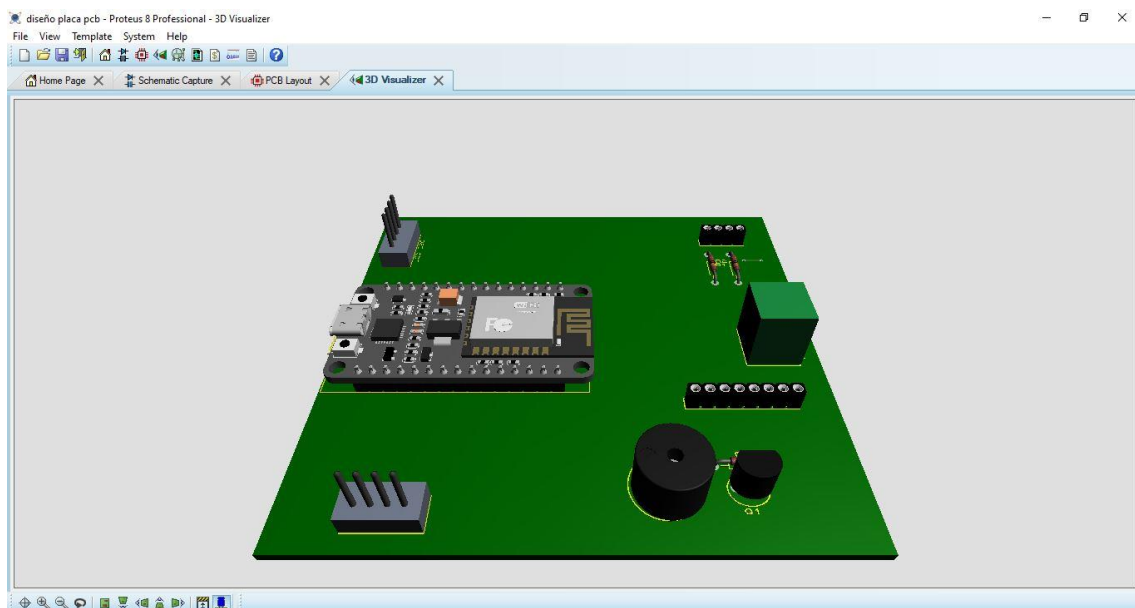 diseño placa pcb - Proteus 8 Professional - 3D Visualizer
File View Template System Help
Home Page Schematic Capture PCB Layout 3D Visualizer
Q1